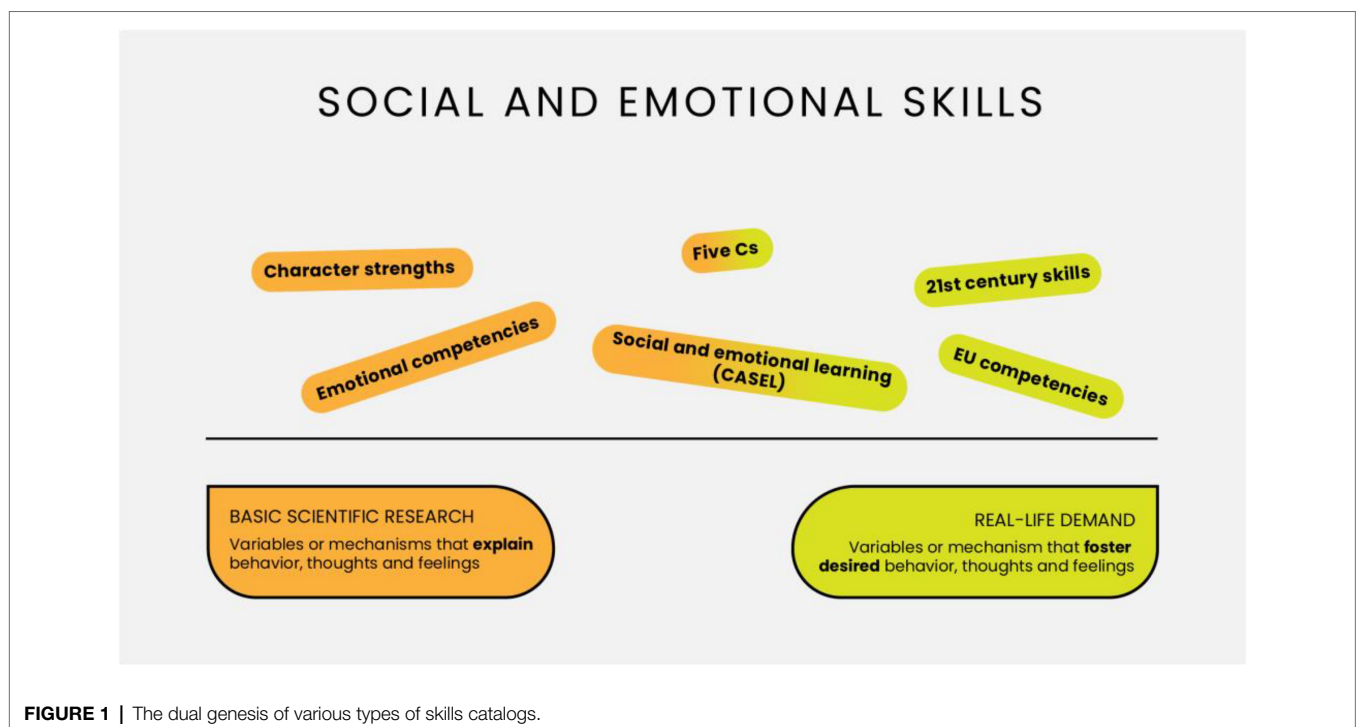 SOCIAL AND EMOTIONAL SKILLS
Character strengths
Five Cs
21st century skills
Emotional competencies
Social and emotional learning
(CASEL)
EU competencies
BASIC SCIENTIFIC RESEARCH
Variables or mechanisms that explain
behavior, thoughts and feelings
REAL-LIFE DEMAND
Variables or mechanism that foster
desired behavior, thoughts and feelings
FIGURE 1 | The dual genesis of various types of skills catalogs.